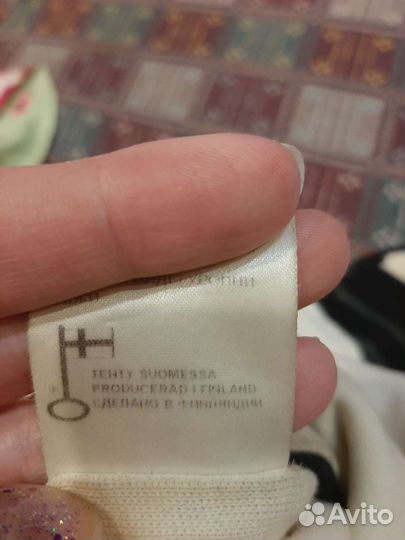 TEHTY SUOMESSA
PRODUCERAD I FINLAND
СДЕЛАНО В ФИНЛЯНДИИ
Avito